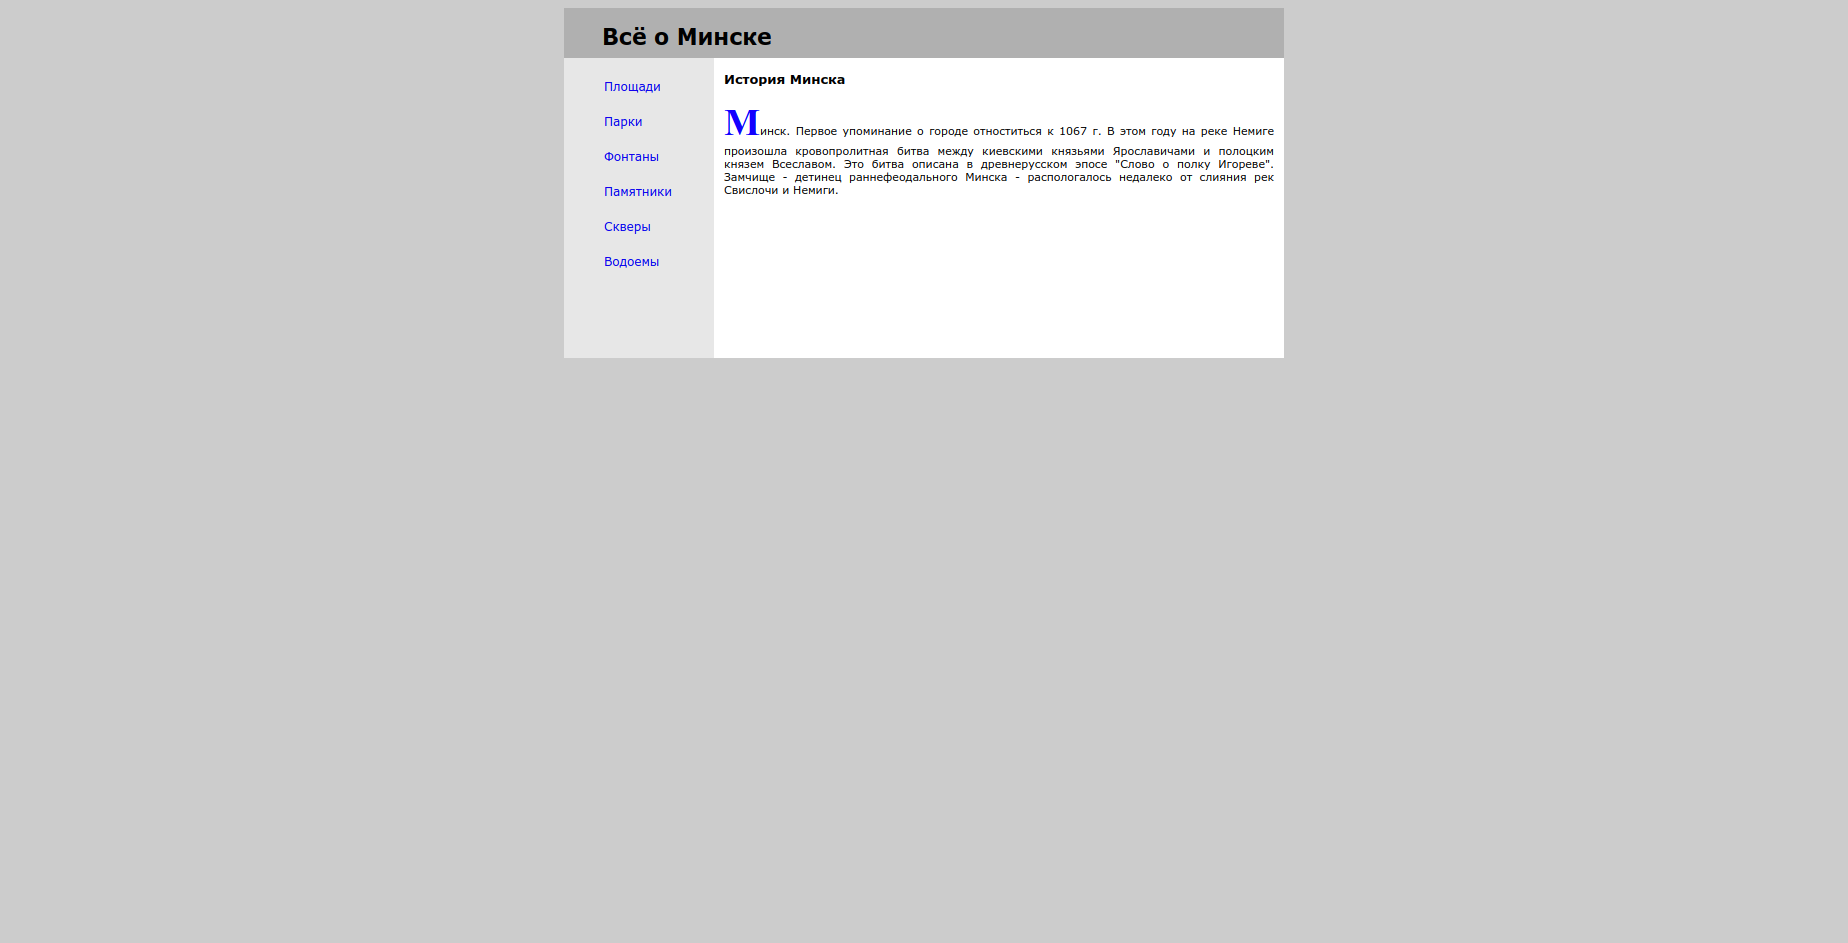 Всё о Минске
Площади
Парки
Фонтаны
Памятники
Скверы
Водоемы
История Минска
Минск. Первое упоминание о городе отноститься к 1067 г. В этом году на реке Немиге
произошла кровопролитная битва между киевскими князьями Ярославичами и полоцким
князем Всеславом. Это битва описана в древнерусском эпосе "Слово о полку Игореве".
Замчище - детинец раннефеодального Минска - распологалось недалеко от слияния рек
Свислочи и Немиги.